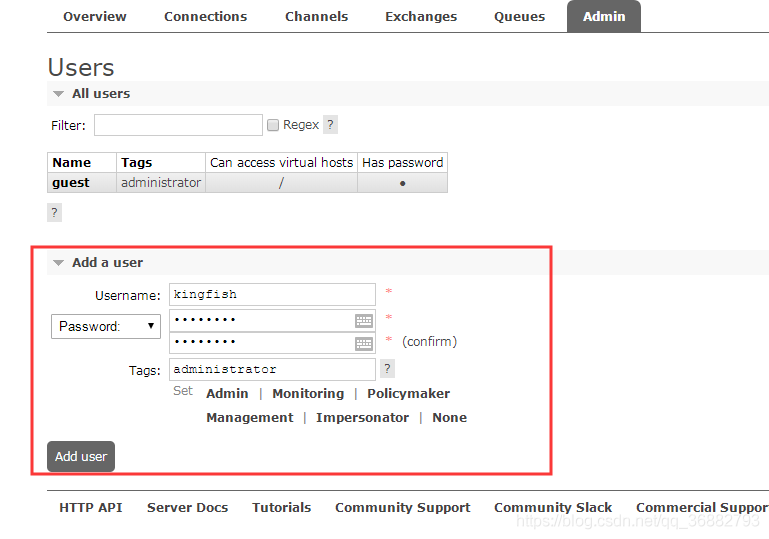 Overview Connections Channels Exchanges Queues Admin
Users
All users
Filter: Regex ?
Name Tags Can access virtual hosts Has password
guest administrator / ●
?
Add a user
Username: kingfish *
Password: •••••••• *
•••••••• * (confirm)
Tags: administrator ?
Set Admin | Monitoring | Policymaker
Management | Impersonator | None
Add user
HTTP API Server Docs Tutorials Community Support Community Slack Commercial Suppor
https://blog.csdn.net/qq_36882793